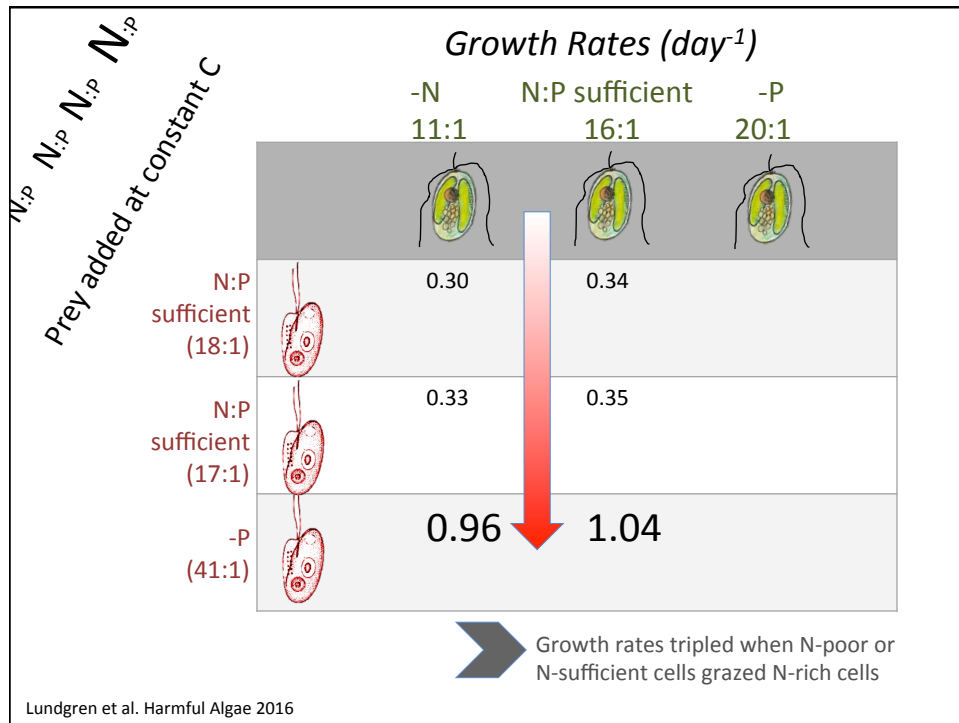 Growth Rates (day-1)
N:P N:P N:P N:P
Prey added at constant C
-N N:P sufficient -P
11:1 16:1 20:1
N:P
sufficient
(18:1)
0.30 0.34
N:P
sufficient
(17:1)
0.33 0.35
-P
(41:1)
0.96 1.04
Growth rates tripled when N-poor or
N-sufficient cells grazed N-rich cells
Lundgren et al. Harmful Algae 2016